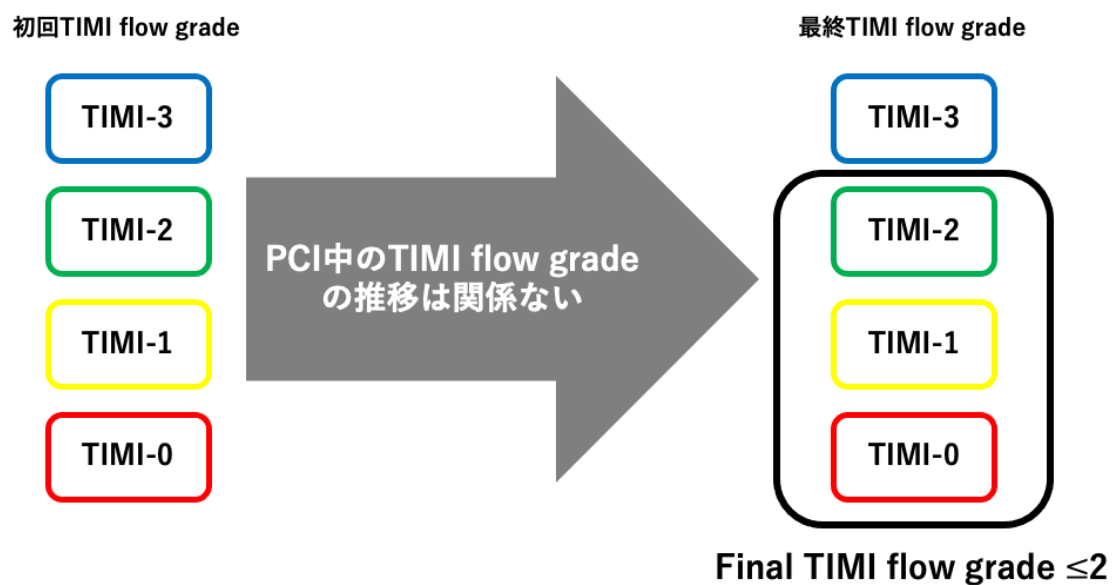 初回TIMI flow grade
最終TIMI flow grade
TIMI-3
TIMI-3
TIMI-2
TIMI-2
PCI中のTIMI flow grade
の推移は関係ない
TIMI-1
TIMI-1
TIMI-0
TIMI-0
Final TIMI flow grade ≤2